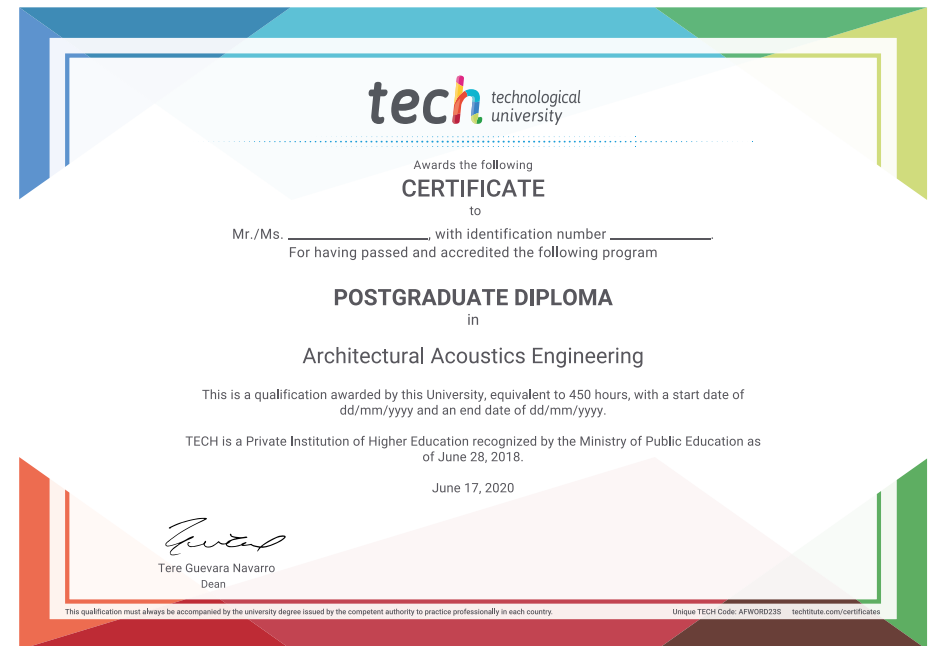 tech technological
university
Awards the following
CERTIFICATE
to
Mr./Ms. ____________________, with identification number ______________.
For having passed and accredited the following program
POSTGRADUATE DIPLOMA
in
Architectural Acoustics Engineering
This is a qualification awarded by this University, equivalent to 450 hours, with a start date of
dd/mm/yyyy and an end date of dd/mm/yyyy.
TECH is a Private Institution of Higher Education recognized by the Ministry of Public Education as
of June 28, 2018.
June 17, 2020
Tere Guevara Navarro
Dean
This qualification must always be accompanied by the university degree issued by the competent authority to practice professionally in each country.
Unique TECH Code: AFWORD23S techtitute.com/certificates